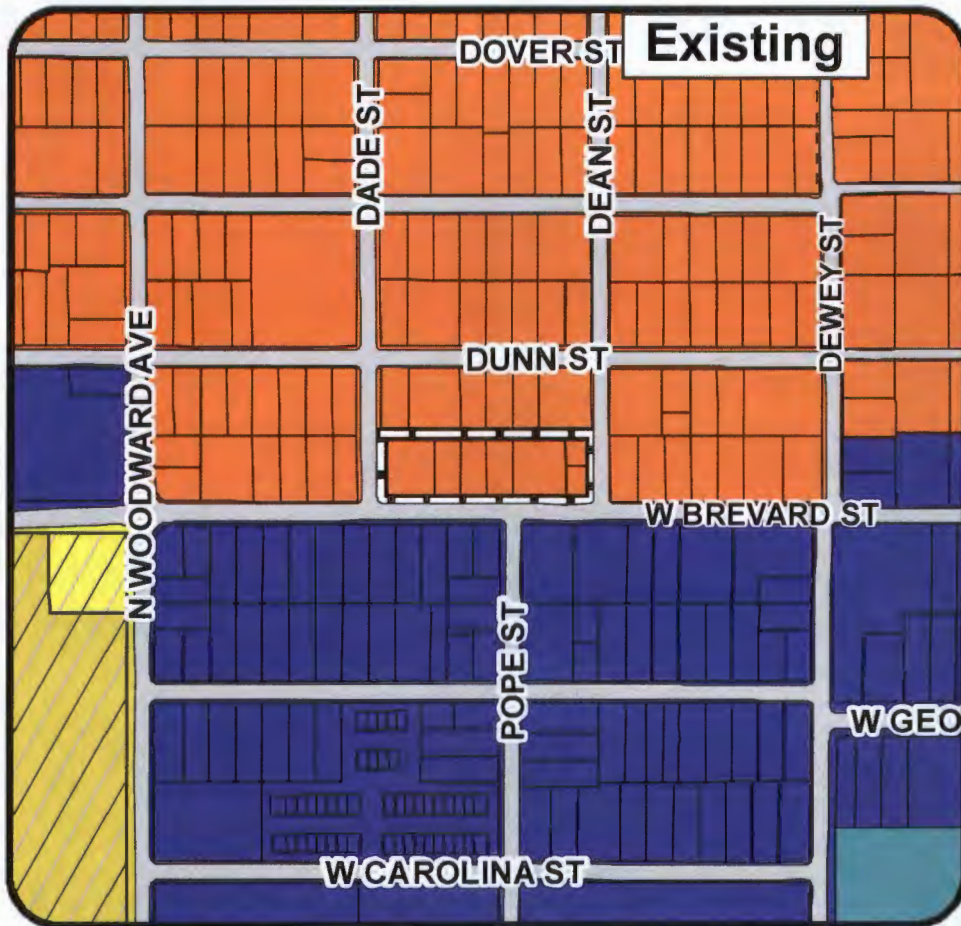 Existing
DOVER ST
DADE ST
DEAN ST
DEWEY ST
N WOODWARD AVE
DUNN ST
W BREVARD ST
POPE ST
W GEO
W CAROLINA ST